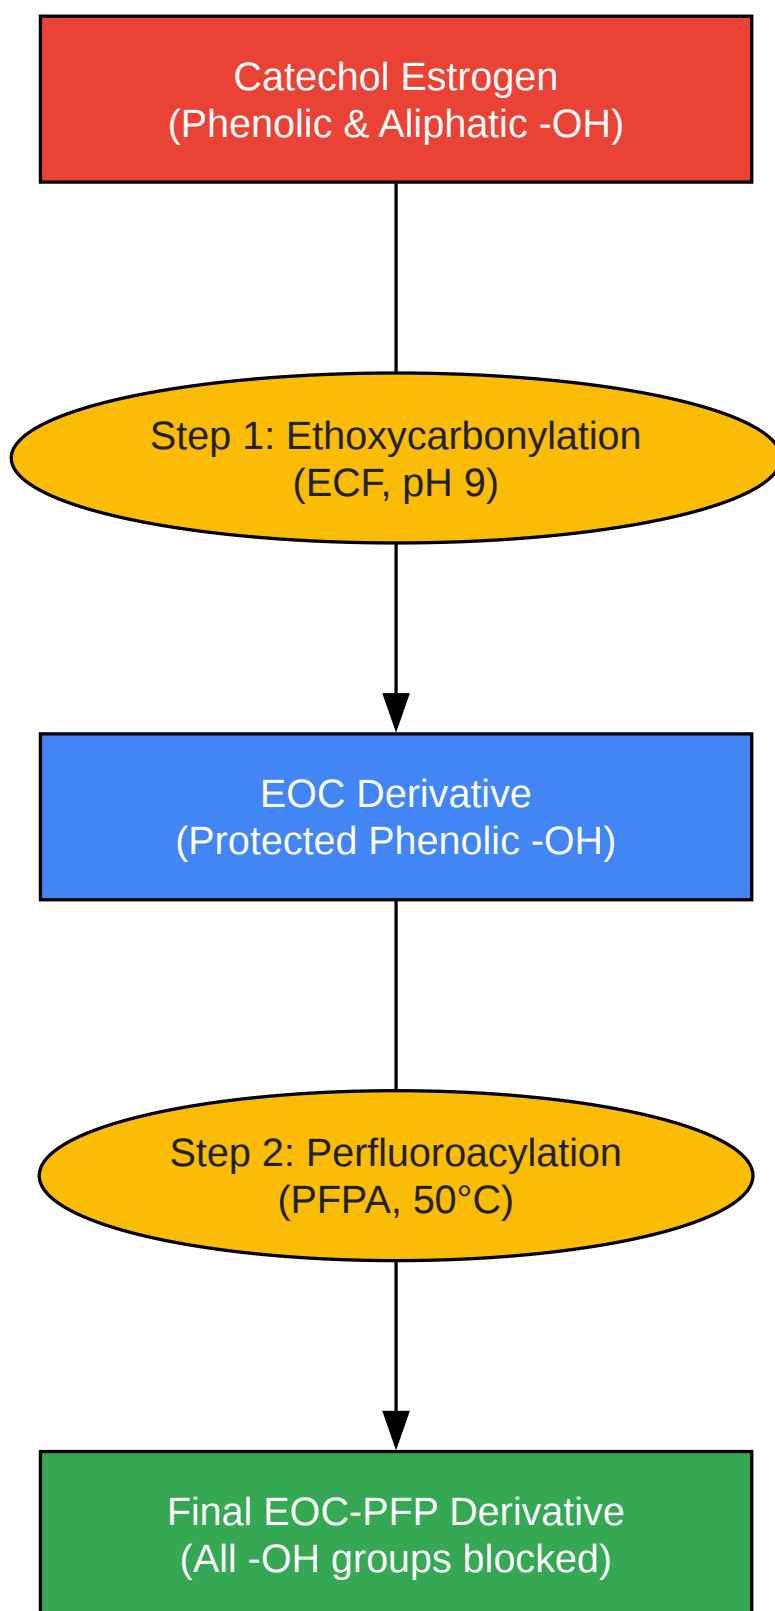 Catechol Estrogen
(Phenolic & Aliphatic -OH)
Step 1: Ethoxycarbonylation
(ECF, pH 9)
EOC Derivative
(Protected Phenolic -OH)
Step 2: Perfluoroacylation
(PFPA, 50°C)
Final EOC-PFP Derivative
(All -OH groups blocked)